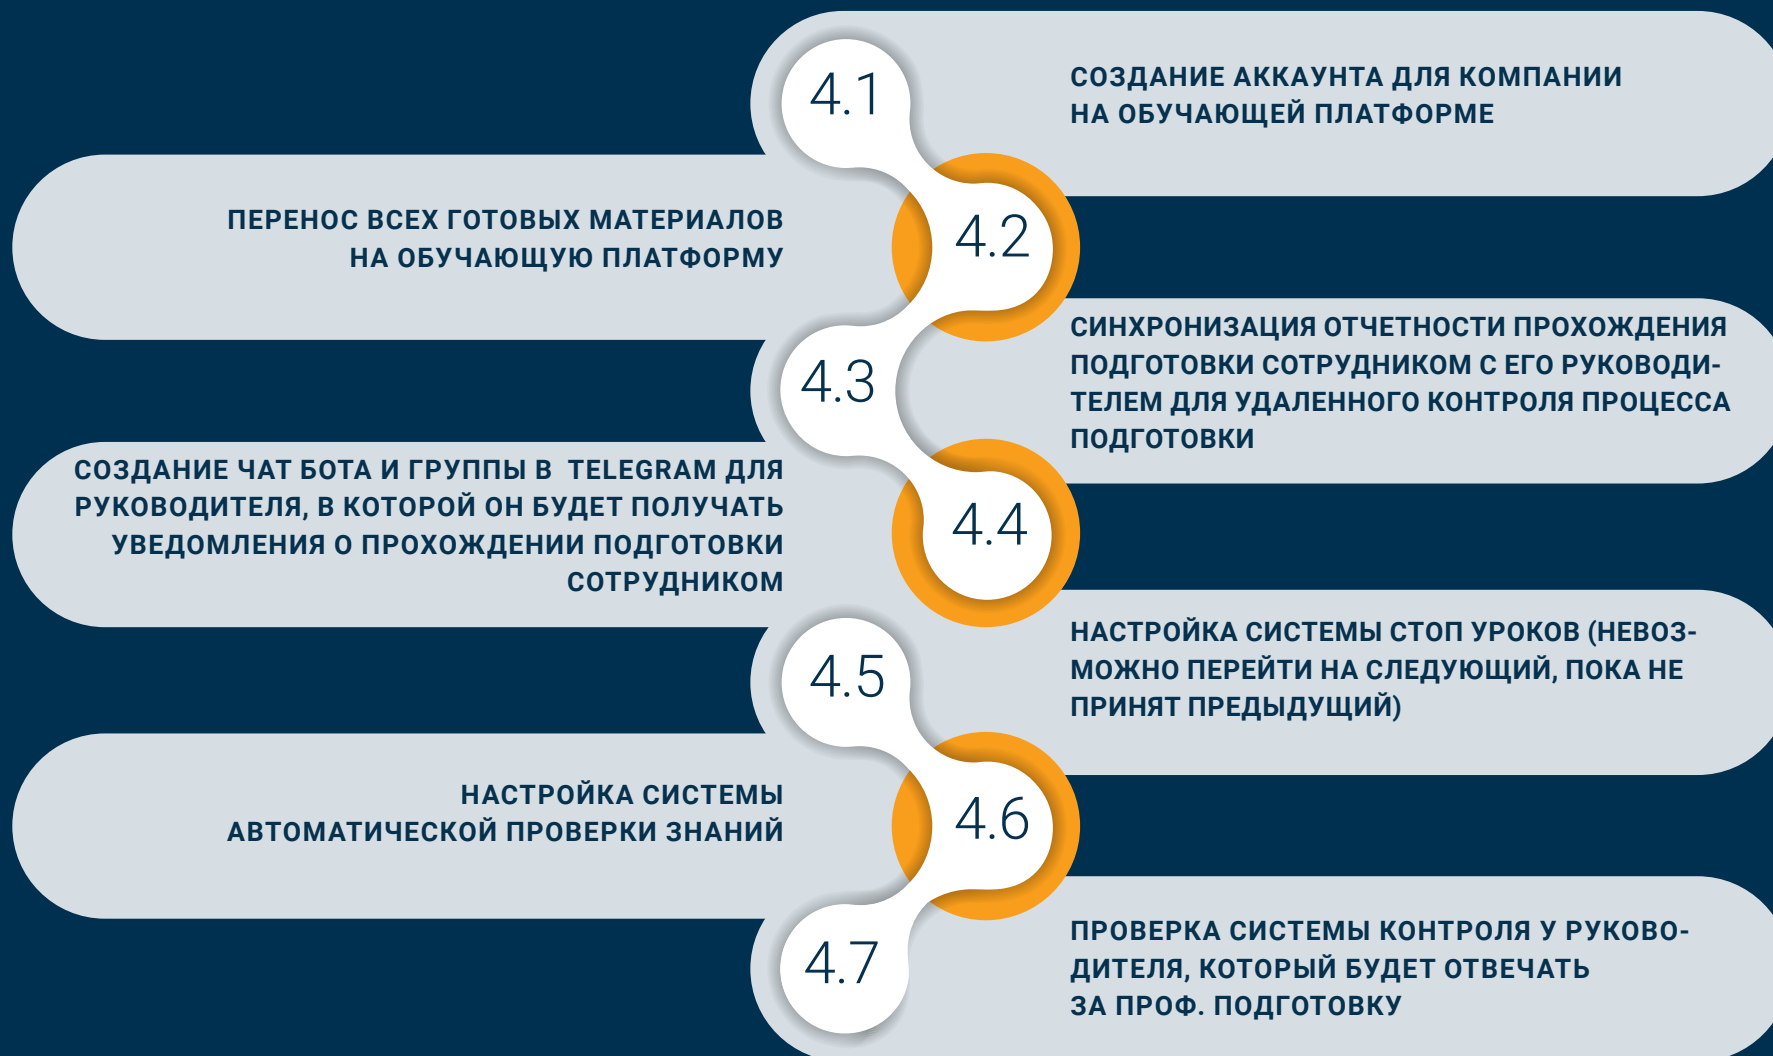 4.1
СОЗДАНИЕ АККАУНТА ДЛЯ КОМПАНИИ
НА ОБУЧАЮЩЕЙ ПЛАТФОРМЕ
4.2
ПЕРЕНОС ВСЕХ ГОТОВЫХ МАТЕРИАЛОВ
НА ОБУЧАЮЩУЮ ПЛАТФОРМУ
4.3
СИНХРОНИЗАЦИЯ ОТЧЕТНОСТИ ПРОХОЖДЕНИЯ
ПОДГОТОВКИ СОТРУДНИКОМ С ЕГО РУКОВОДИ-
ТЕЛЕМ ДЛЯ УДАЛЕННОГО КОНТРОЛЯ ПРОЦЕССА
ПОДГОТОВКИ
4.4
СОЗДАНИЕ ЧАТ БОТА И ГРУППЫ В TELEGRAM ДЛЯ
РУКОВОДИТЕЛЯ, В КОТОРОЙ ОН БУДЕТ ПОЛУЧАТЬ
УВЕДОМЛЕНИЯ О ПРОХОЖДЕНИИ ПОДГОТОВКИ
СОТРУДНИКОМ
4.5
НАСТРОЙКА СИСТЕМЫ СТОП УРОКОВ (НЕВОЗ-
МОЖНО ПЕРЕЙТИ НА СЛЕДУЮЩИЙ, ПОКА НЕ
ПРИНЯТ ПРЕДЫДУЩИЙ)
4.6
НАСТРОЙКА СИСТЕМЫ
АВТОМАТИЧЕСКОЙ ПРОВЕРКИ ЗНАНИЙ
4.7
ПРОВЕРКА СИСТЕМЫ КОНТРОЛЯ У РУКОВО-
ДИТЕЛЯ, КОТОРЫЙ БУДЕТ ОТВЕЧАТЬ
ЗА ПРОФ. ПОДГОТОВКУ